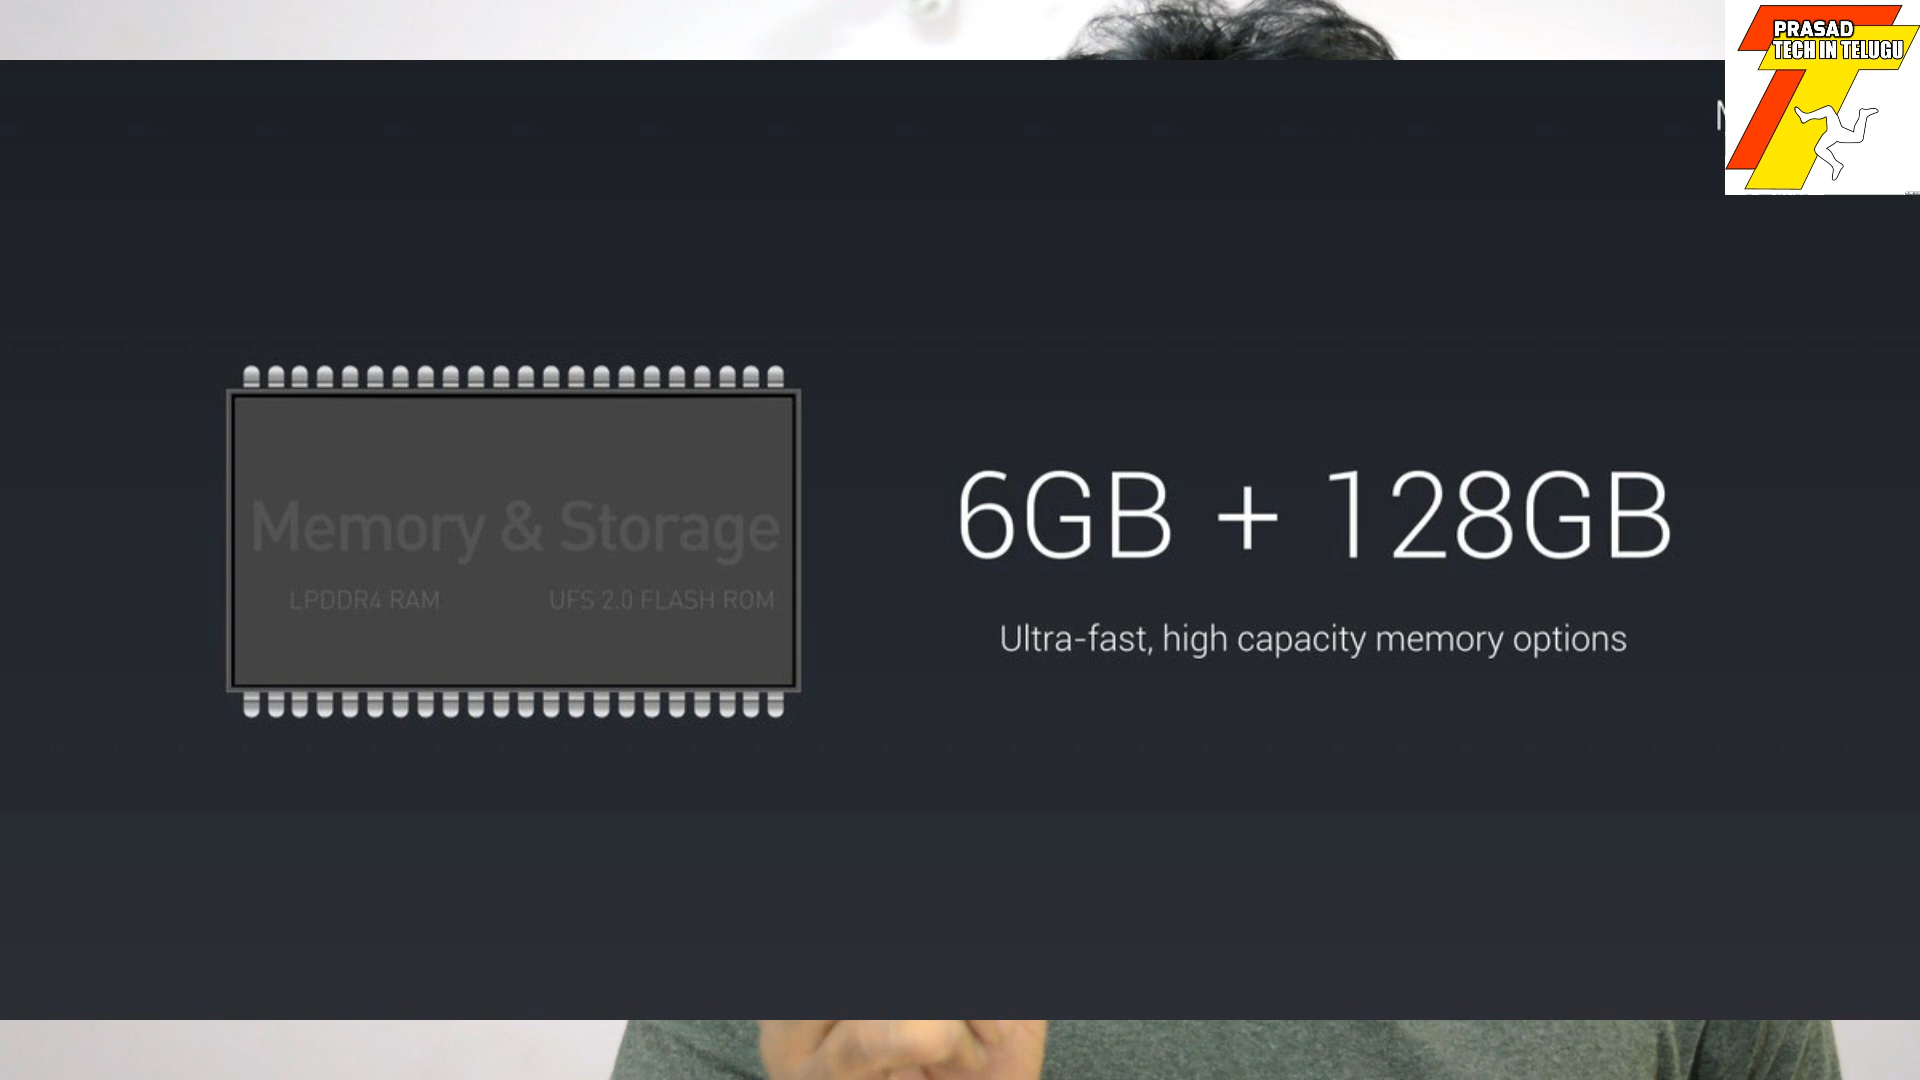 PRASAD
TECH IN TELUGU
Memory & Storage
LPDDR4 RAM
UFS 2.0 FLASH ROM
6GB + 128GB
Ultra-fast, high capacity memory options